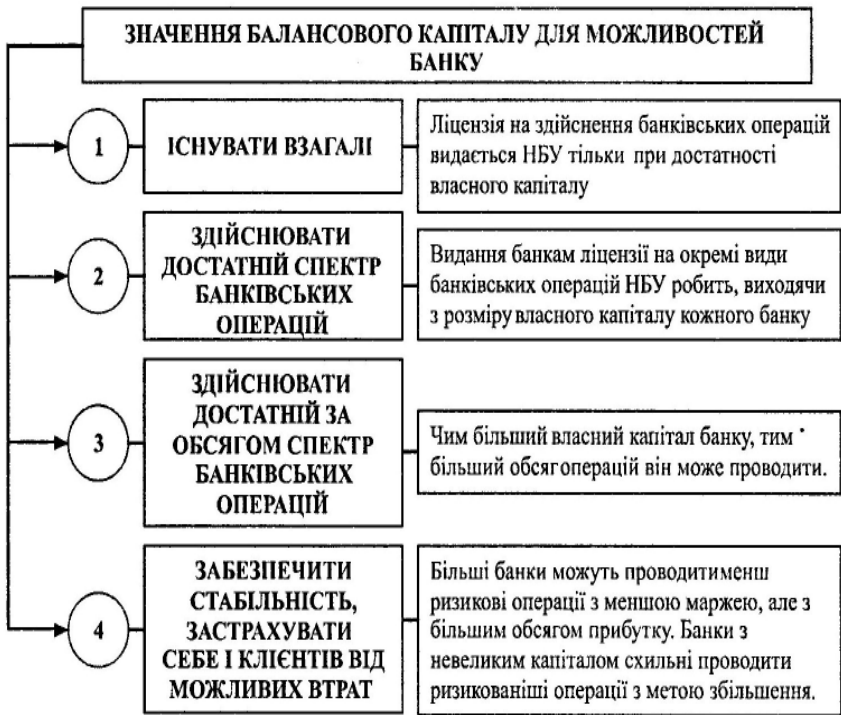 ЗНАЧЕННЯ БАЛАНСОВОГО КАПІТАЛУ ДЛЯ МОЖЛИВОСТЕЙ
БАНКУ
1
ІСНУВАТИ ВЗАГАЛІ
Ліцензія на здійснення банківських операцій
видається НБУ тільки при достатності
власного капіталу
2
ЗДІЙСНЮВАТИ
ДОСТАТНІЙ СПЕКТР
БАНКІВСЬКИХ
ОПЕРАЦІЙ
Видання банкам ліцензії на окремі види
банківських операцій НБУ робить, виходячи
з розміру власного капіталу кожного банку
3
ЗДІЙСНЮВАТИ
ДОСТАТНІЙ ЗА
ОБСЯГОМ СПЕКТР
БАНКІВСЬКИХ
ОПЕРАЦІЙ
Чим більший власний капітал банку, тим
більший обсяг операцій він може проводити.
4
ЗАБЕЗПЕЧИТИ
СТАБІЛЬНІСТЬ,
ЗАСТРАХУВАТИ
СЕБЕ І КЛІЄНТІВ ВІД
МОЖЛИВИХ ВТРАТ
Більші банки можуть проводитименш
ризикові операції з меншою маржею, але з
більшим обсягом прибутку. Банки з
невеликим капіталом схильні проводити
ризикованіші операції з метою збільшення.